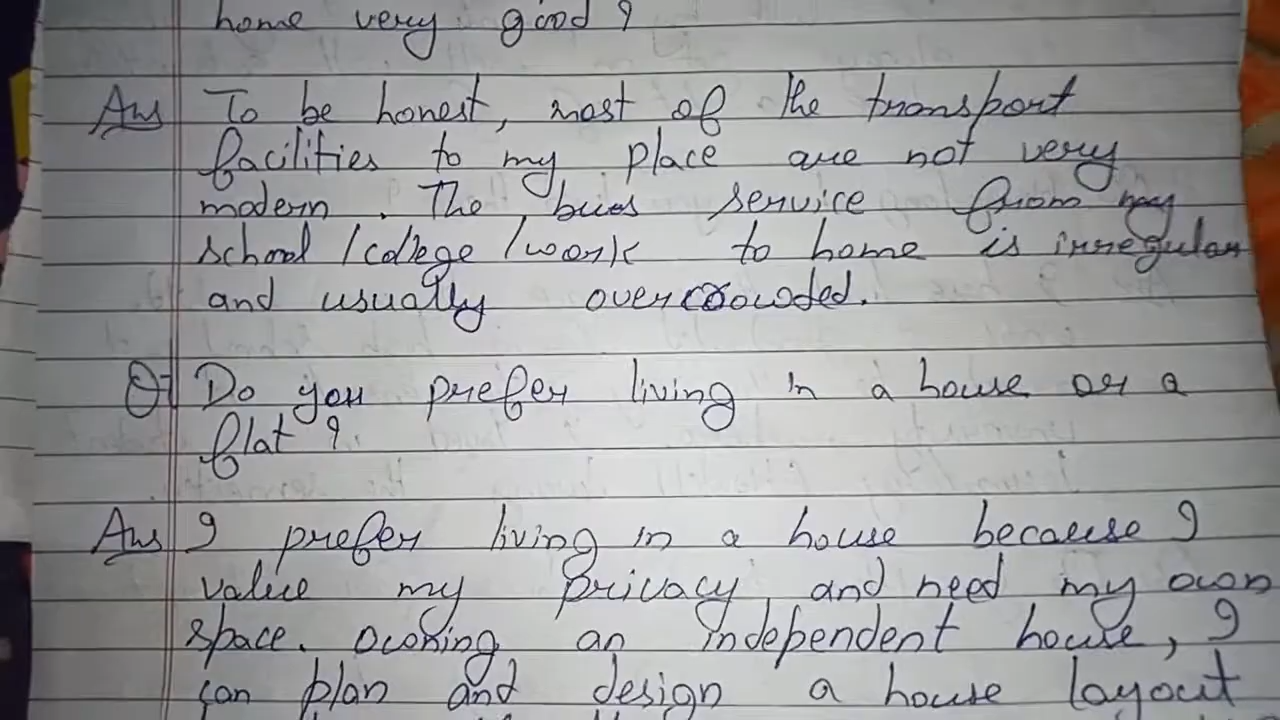 home very good ?
Ans To be honest, most of the transport
facilities to my place are not very
modern. The bus service from my
school /college /work to home is irregular
and usually overcrowded.
Q7 Do you prefer living in a house or a
flat ?
Ans I prefer living in a house because I
value my privacy and need my own
space. Owning an independent house, I
can plan and design a house layout